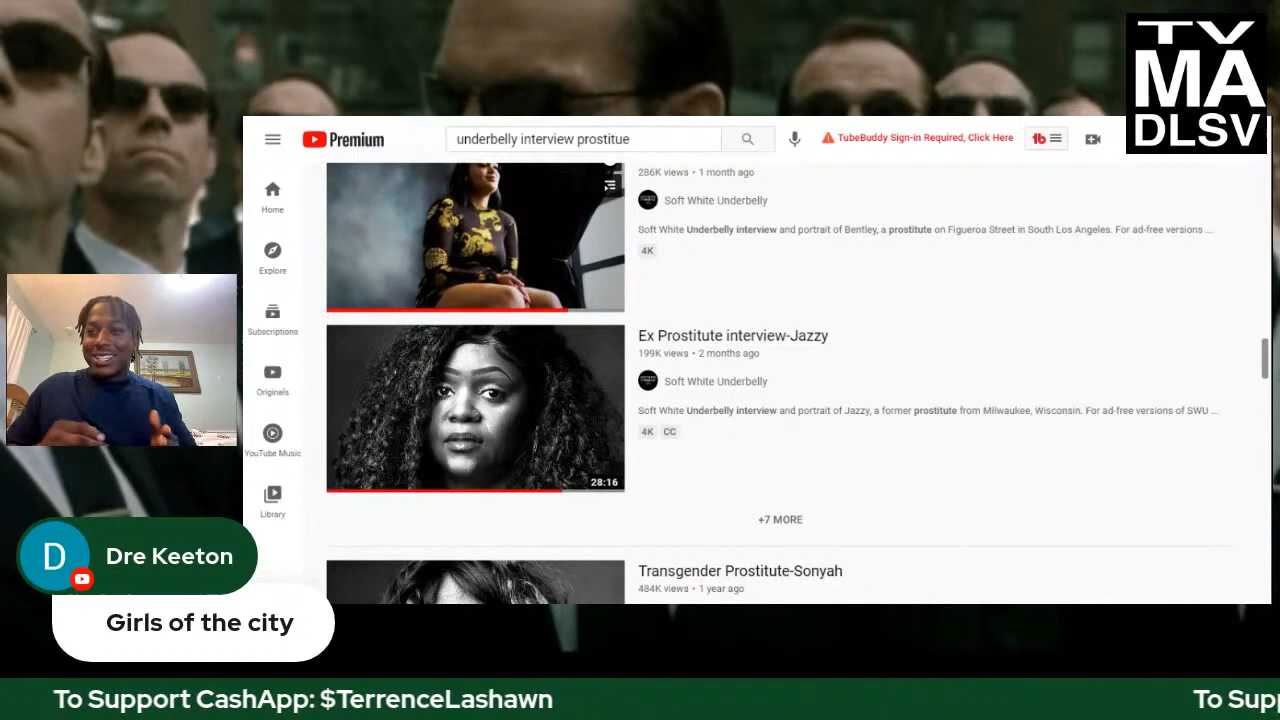 TV
MA
DLSV
Premium
underbelly interview prostitue
TubeBuddy Sign-in Required, Click Here
tb
286K views • 1 month ago
Home
Soft White Underbelly
Soft White Underbelly interview and portrait of Bentley, a prostitute on Figueroa Street in South Los Angeles. For ad-free versions ...
4K
Explore
Subscriptions
Ex Prostitute interview-Jazzy
199K views • 2 months ago
Soft White Underbelly
Originals
Soft White Underbelly interview and portrait of Jazzy, a former prostitute from Milwaukee, Wisconsin. For ad-free versions of SWU ...
4K CC
YouTube Music
28:16
Library
+7 MORE
D
Dre Keeton
Transgender Prostitute-Sonyah
484K views • 1 year ago
Girls of the city
To Support CashApp: $TerrenceLashawn
To Supp